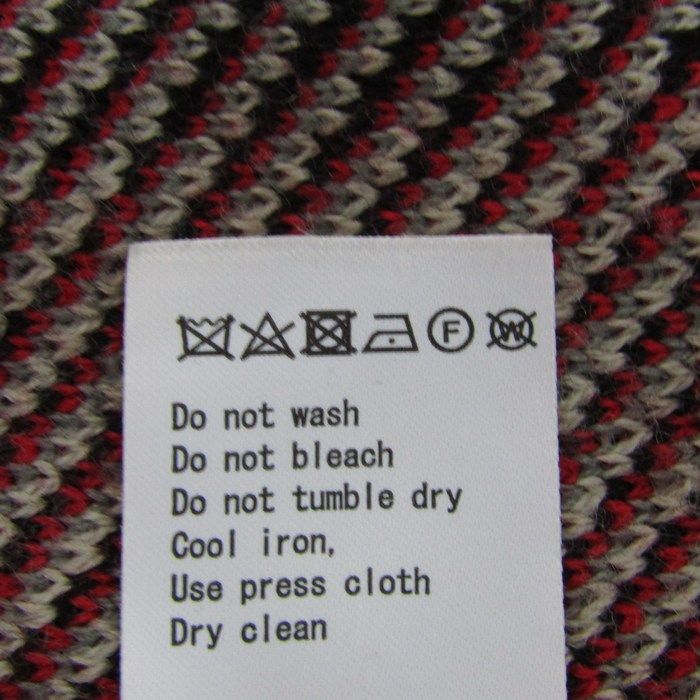 F W
Do not wash
Do not bleach
Do not tumble dry
Cool iron,
Use press cloth
Dry clean